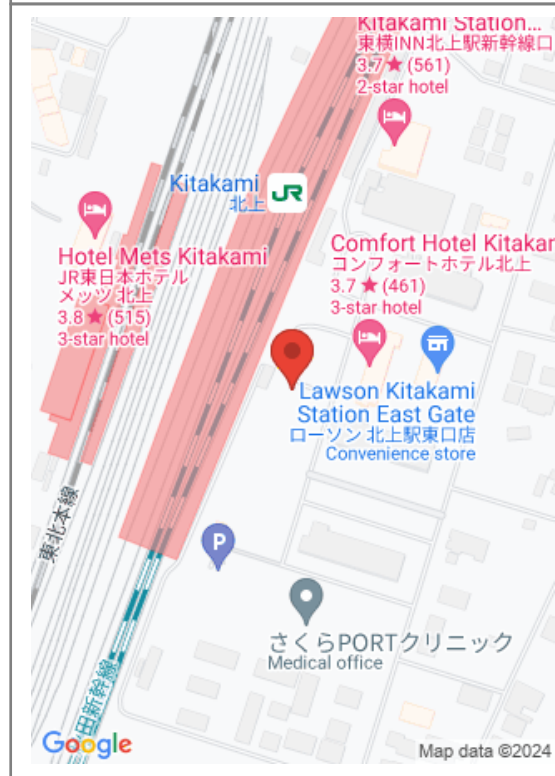 Kitakami Station...
東横INN北上駅新幹線口
3.7★(561)
2-star hotel
Kitakami
北上
JR
Hotel Mets Kitakami
JR東日本ホテル
メッツ 北上
3.8★(515)
3-star hotel
Comfort Hotel Kitakam
コンフォートホテル北上
3.7★(461)
3-star hotel
Lawson Kitakami
Station East Gate
ローソン 北上駅東口店
Convenience store
東北本線
P
さくらPORTクリニック
Medical office
田新幹線
Google
Map data ©2024